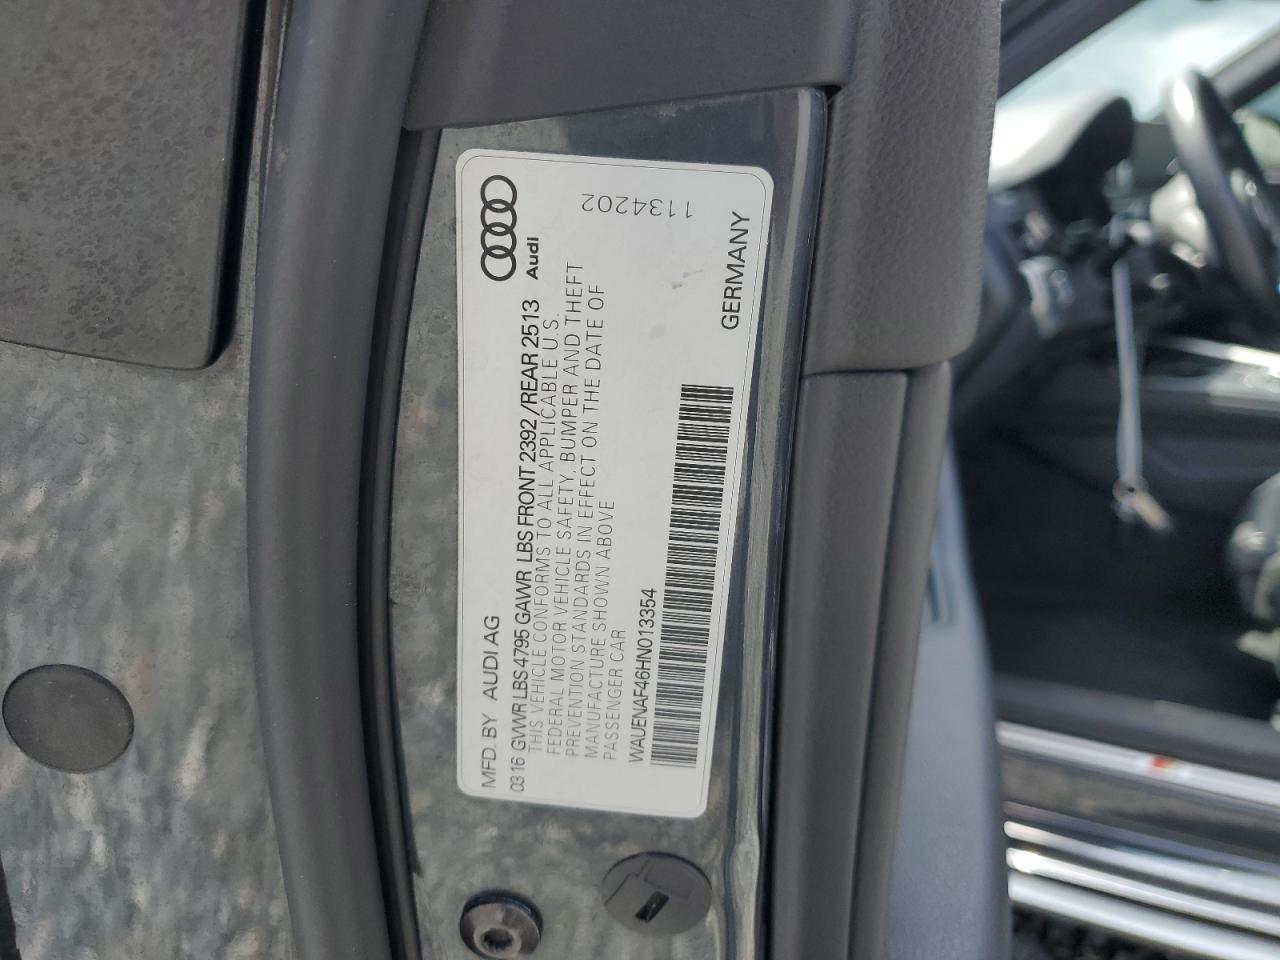 MFD. BY AUDI AG
Audi
03 16 GVWR LBS 4795 GAWR LBS FRONT 2392 / REAR 2513
THIS VEHICLE CONFORMS TO ALL APPLICABLE U.S.
FEDERAL MOTOR VEHICLE SAFETY, BUMPER AND THEFT
PREVENTION STANDARDS IN EFFECT ON THE DATE OF
MANUFACTURE SHOWN ABOVE
PASSENGER CAR
1134202
WAUENAF46HN013354
GERMANY